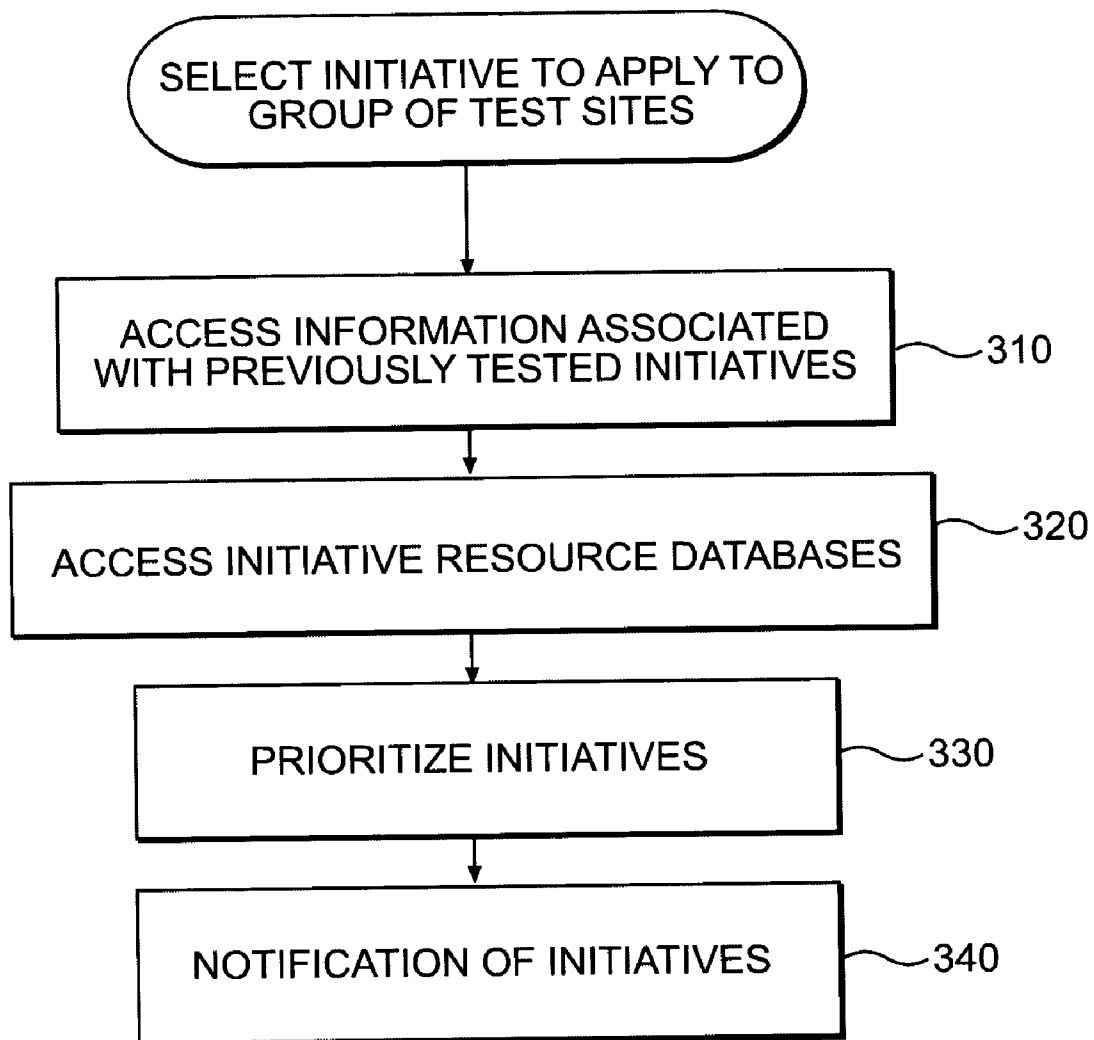 SELECT INITIATIVE TO APPLY TO
GROUP OF TEST SITES
ACCESS INFORMATION ASSOCIATED
WITH PREVIOUSLY TESTED INITIATIVES
310
ACCESS INITIATIVE RESOURCE DATABASES
320
PRIORITIZE INITIATIVES
330
NOTIFICATION OF INITIATIVES
340